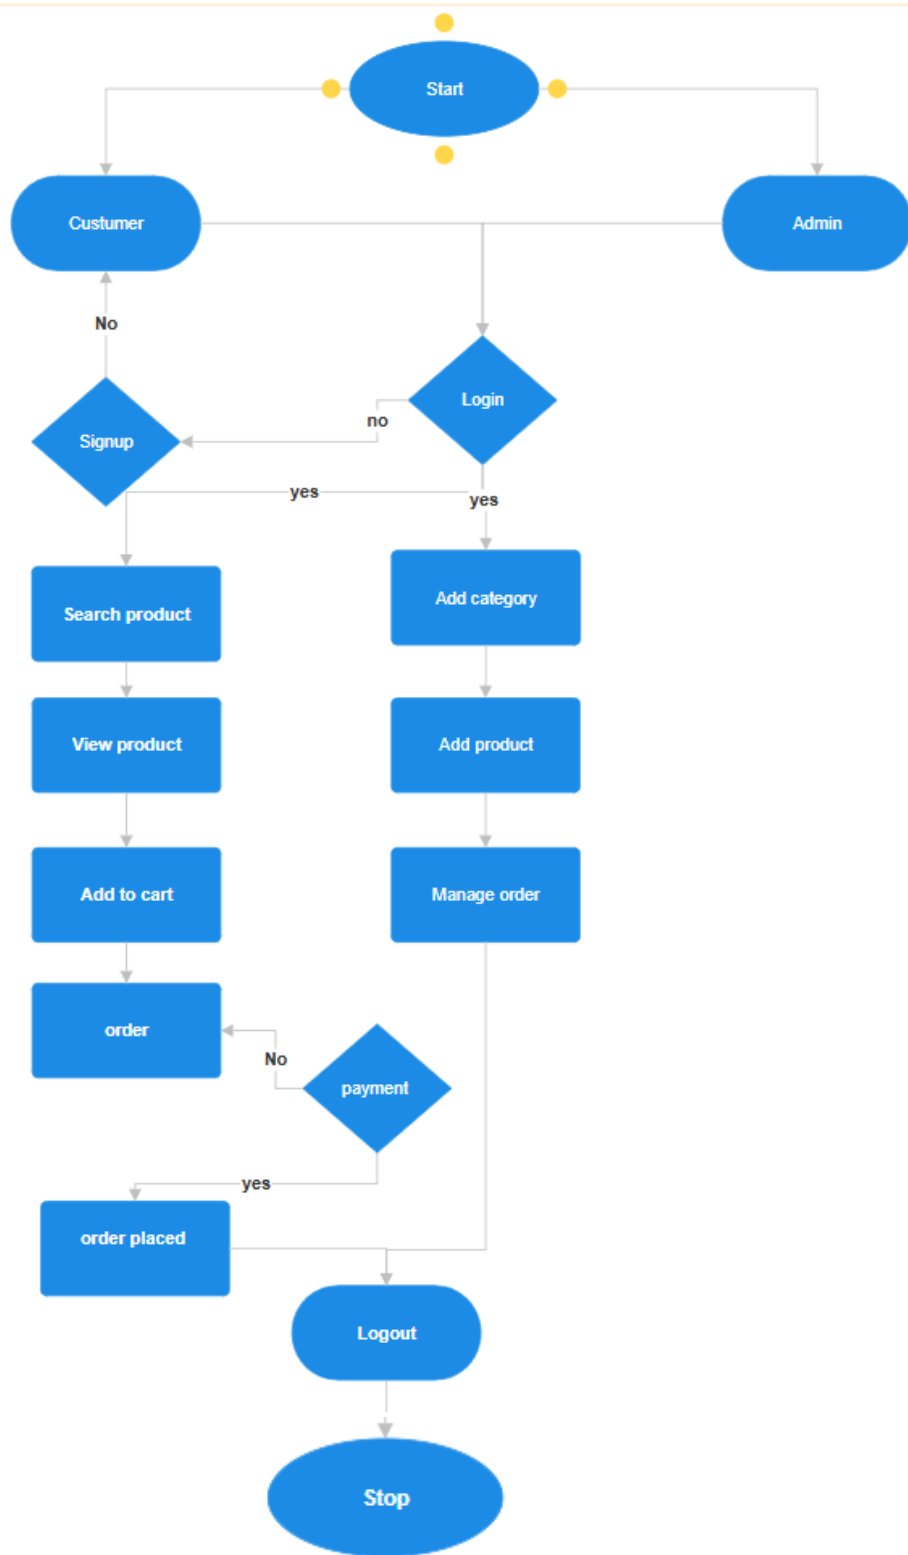 Start
Custumer
Admin
No
Login
no
Signup
yes
yes
Search product
Add category
View product
Add product
Add to cart
Manage order
order
No
payment
yes
order placed
Logout
Stop